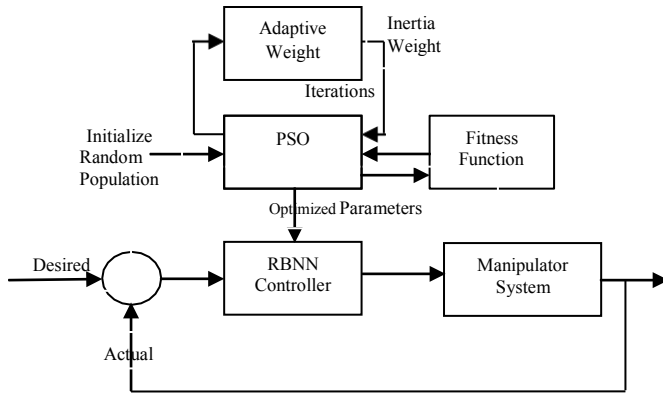 Adaptive
Weight
Inertia
Weight
Iterations
Initialize
Random
Population
PSO
Fitness
Function
Optimized Parameters
Desired
RBNN
Controller
Manipulator
System
Actual